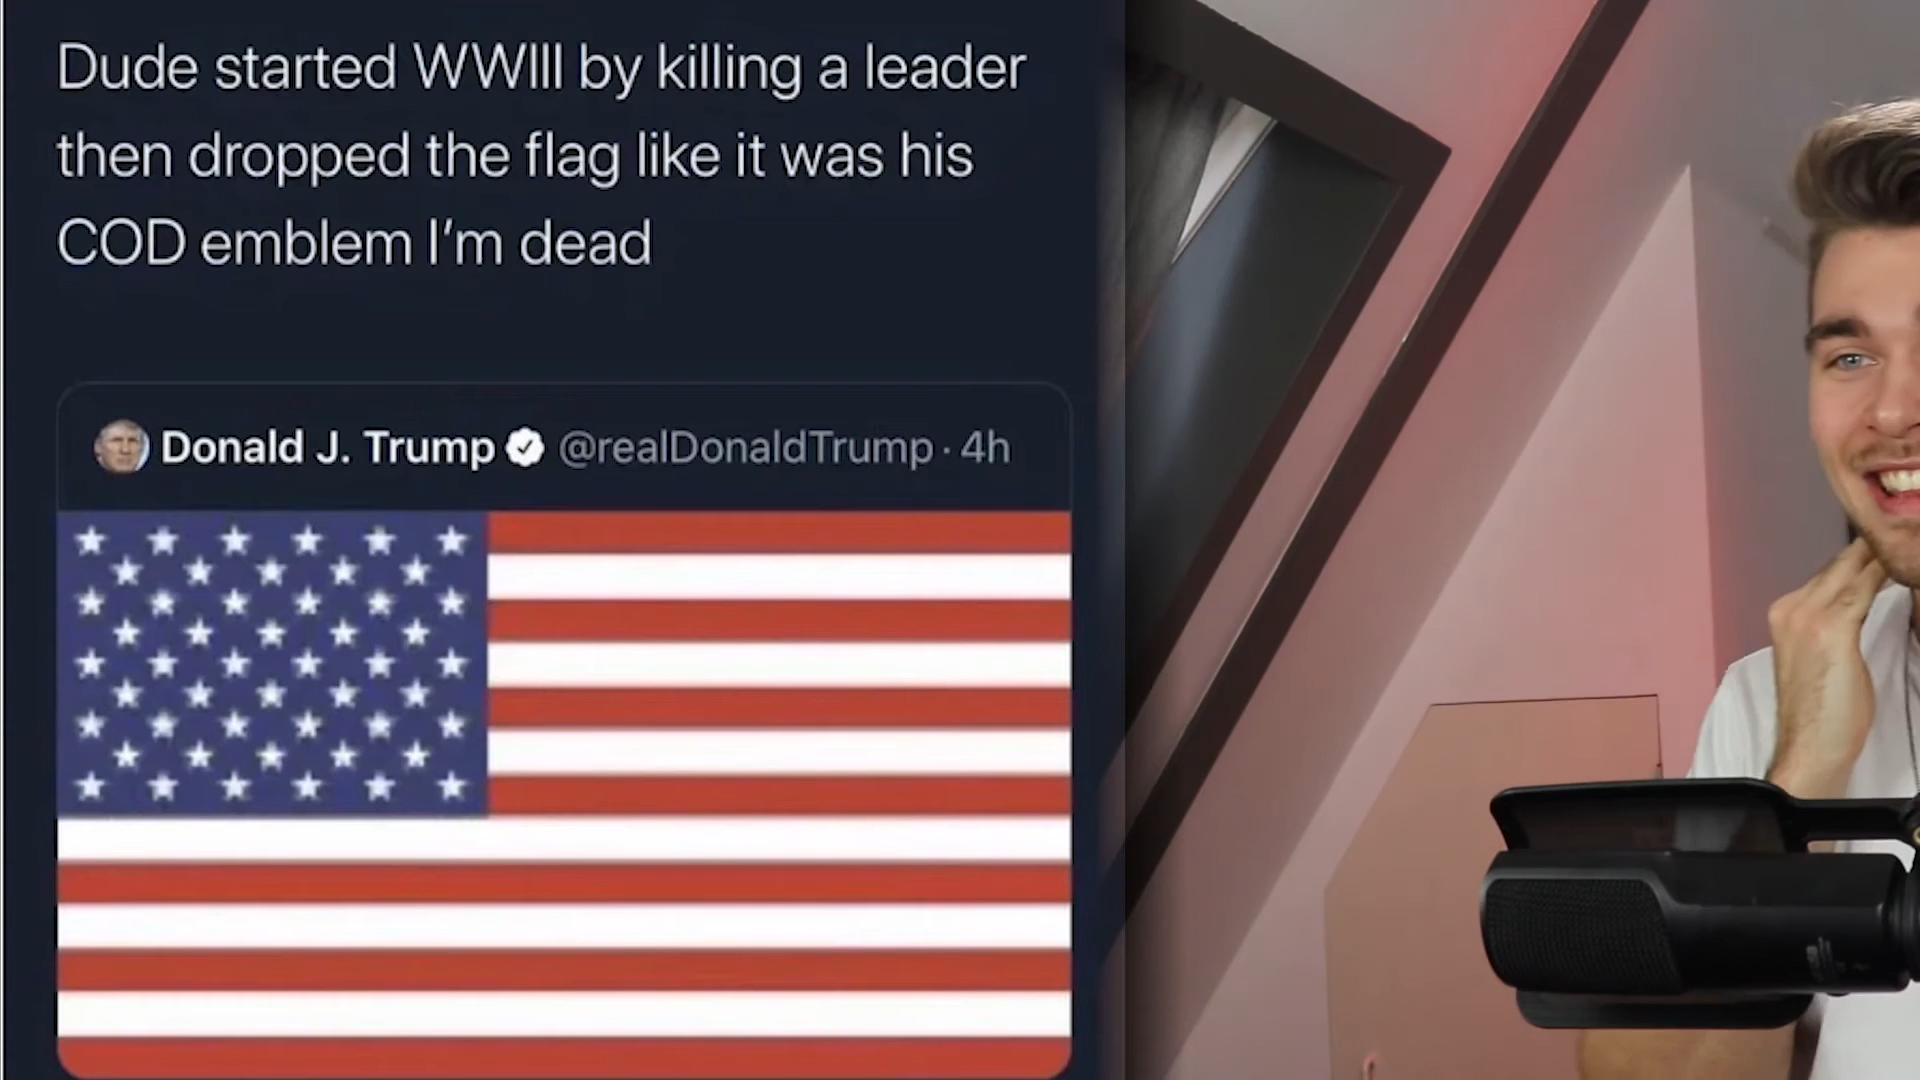 Dude started WWIII by killing a leader
then dropped the flag like it was his
COD emblem I'm dead
Donald J. Trump @realDonaldTrump · 4h